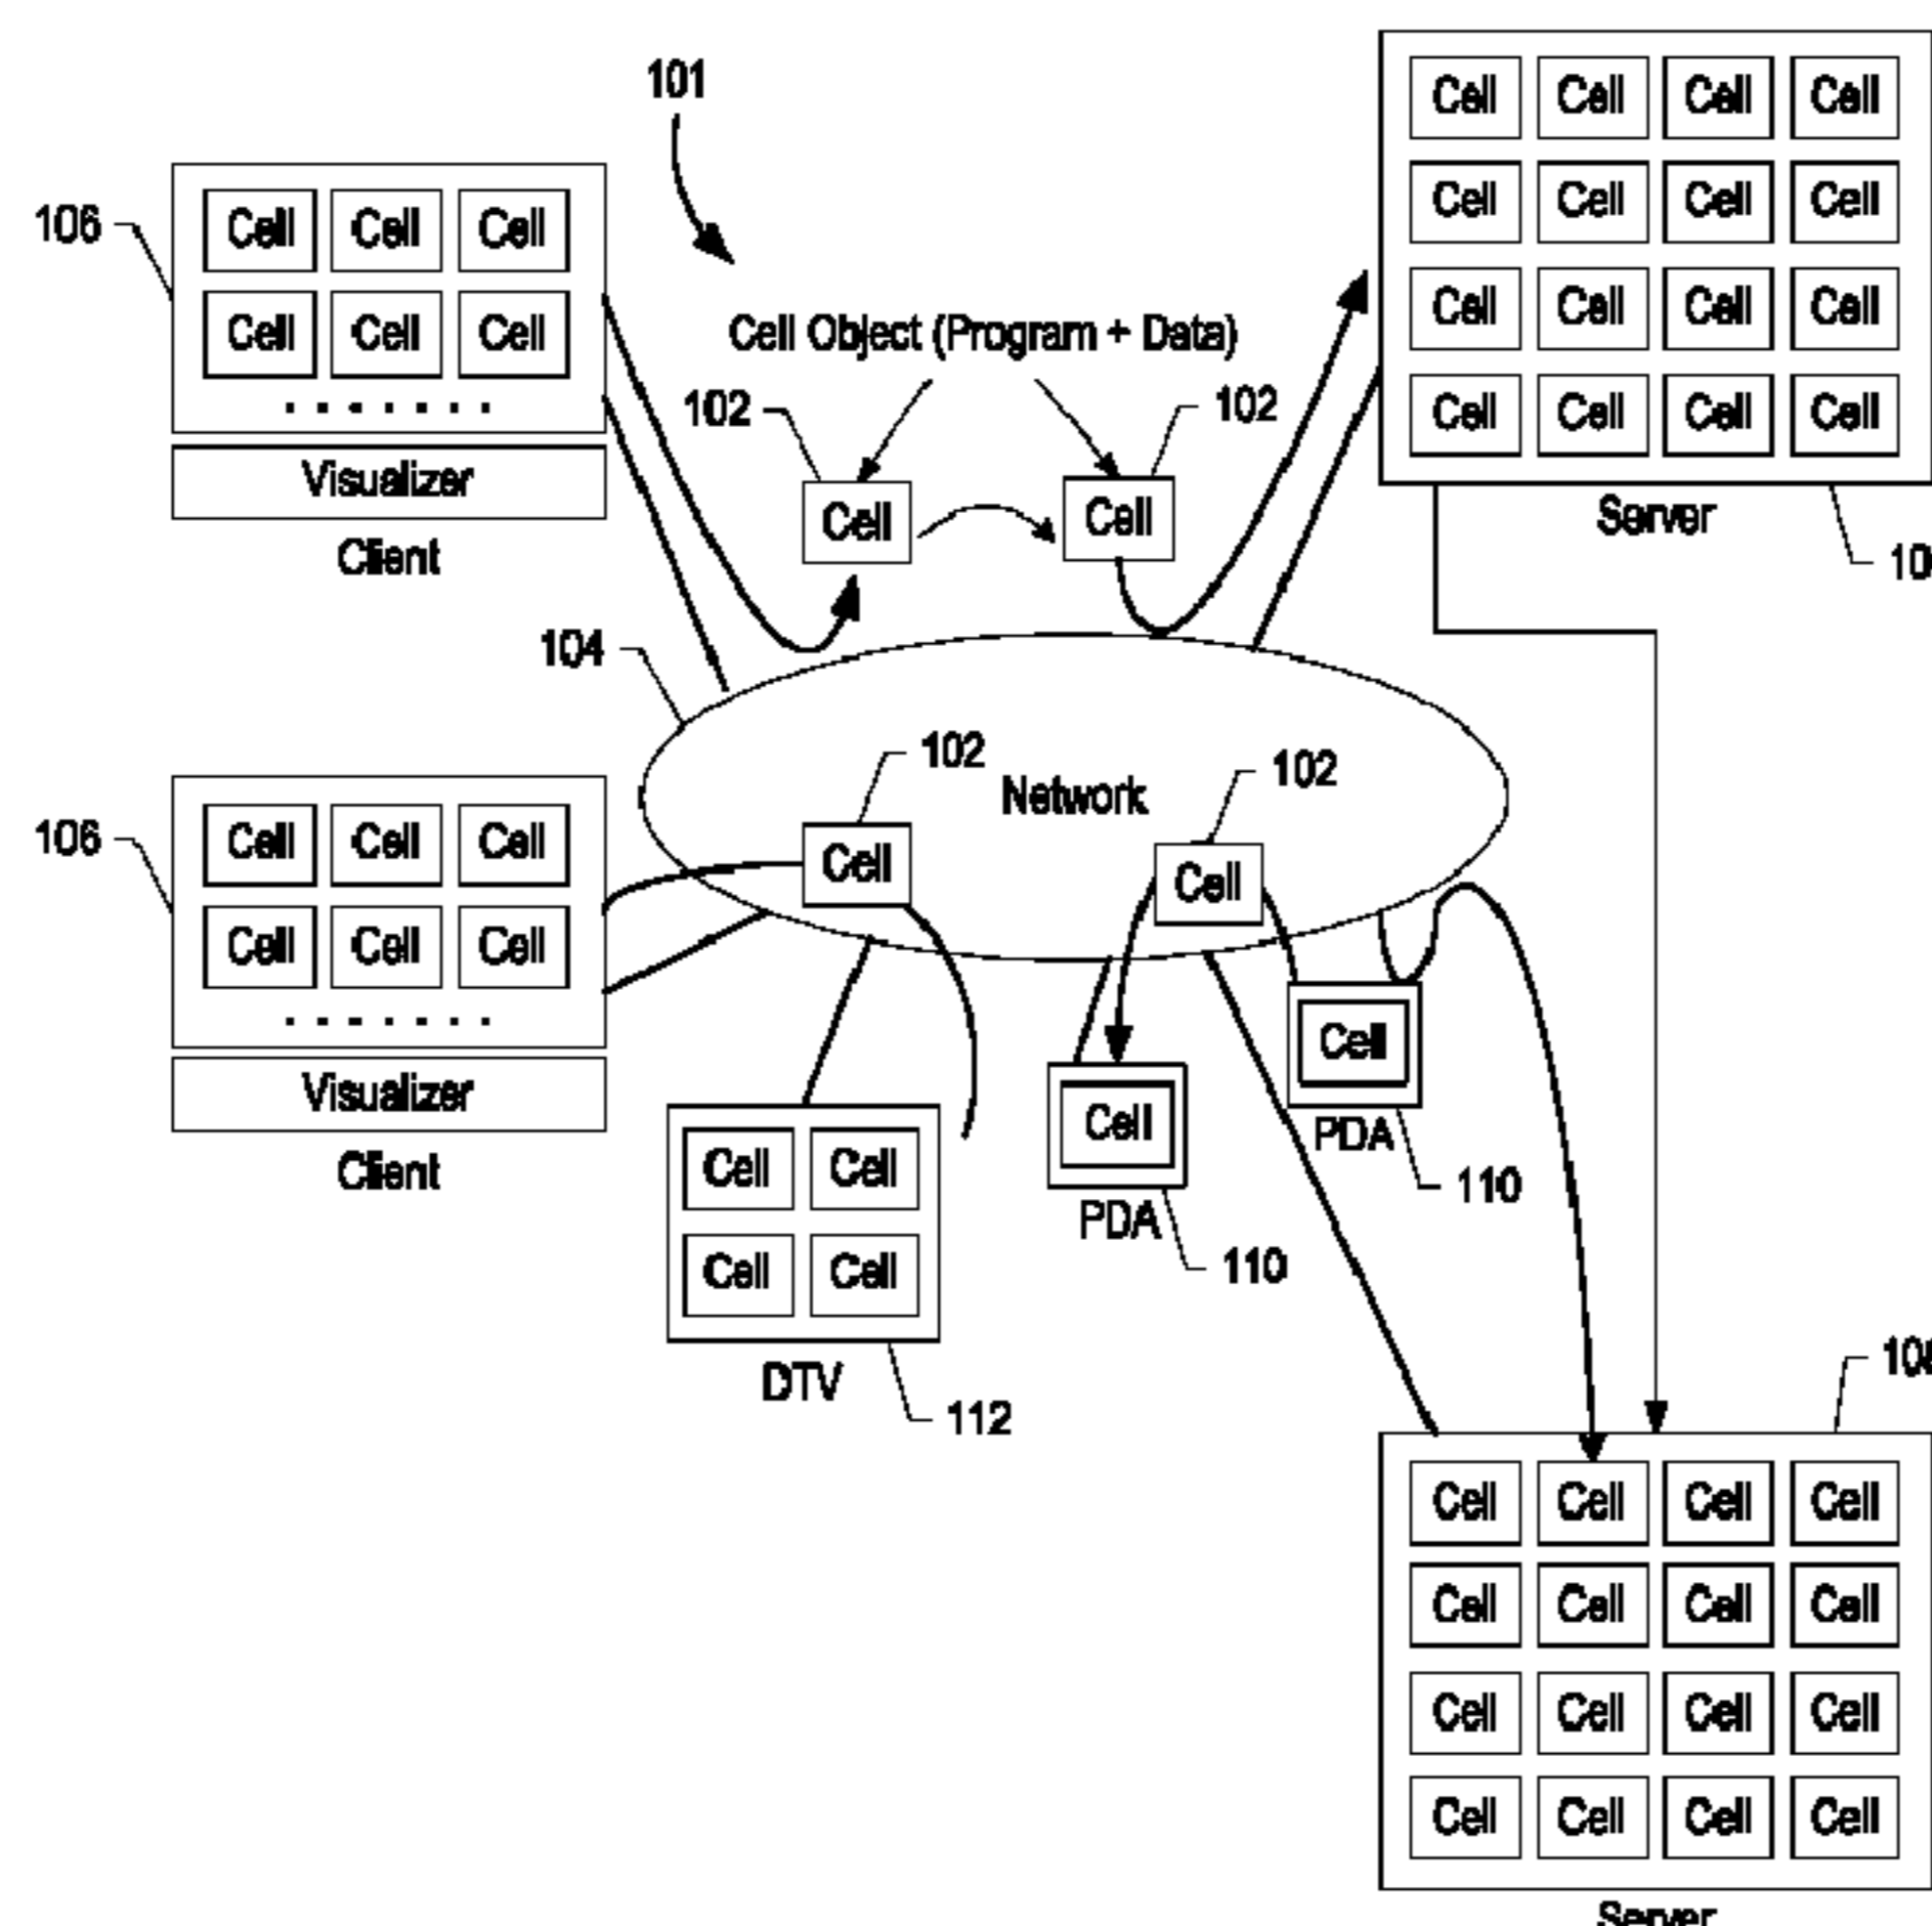 101
Cell Cell Cell Cell
Cell Cell Cell Cell
Cell Cell Cell Cell
Cell Cell Cell Cell
Server
106
Cell Cell Cell
Cell Cell Cell
Visualizer
Client
Cell Object (Program + Data)
102
102
Cell
Cell
104
102
102
Network
Cell
Cell
106
Cell Cell Cell
Cell Cell Cell
Visualizer
Client
Cell
PDA
110
Cell
PDA
110
Cell Cell
Cell Cell
DTV
112
Cell Cell Cell Cell
Cell Cell Cell Cell
Cell Cell Cell Cell
Cell Cell Cell Cell
Server